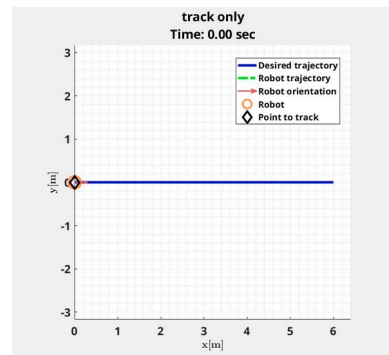 track only
Time: 0.00 sec
3
2
1
0
-1
-2
-3
y[m]
Desired trajectory
Robot trajectory
Robot orientation
Robot
Point to track
0 1 2 3 4 5 6
x[m]